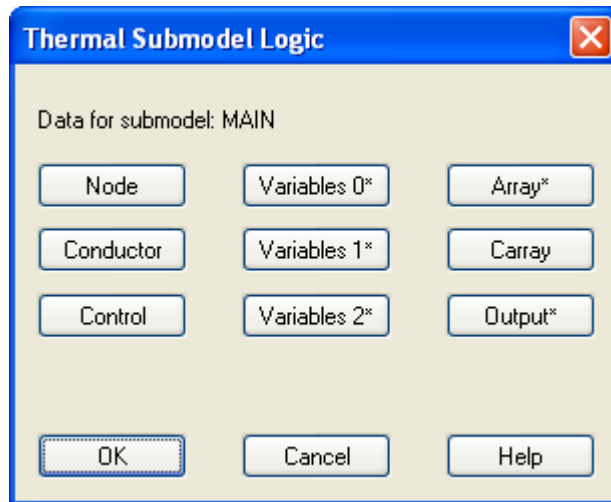 Thermal Submodel Logic
Data for submodel: MAIN
Node Variables 0* Array*
Conductor Variables 1* Carray
Control Variables 2* Output*
OK Cancel Help